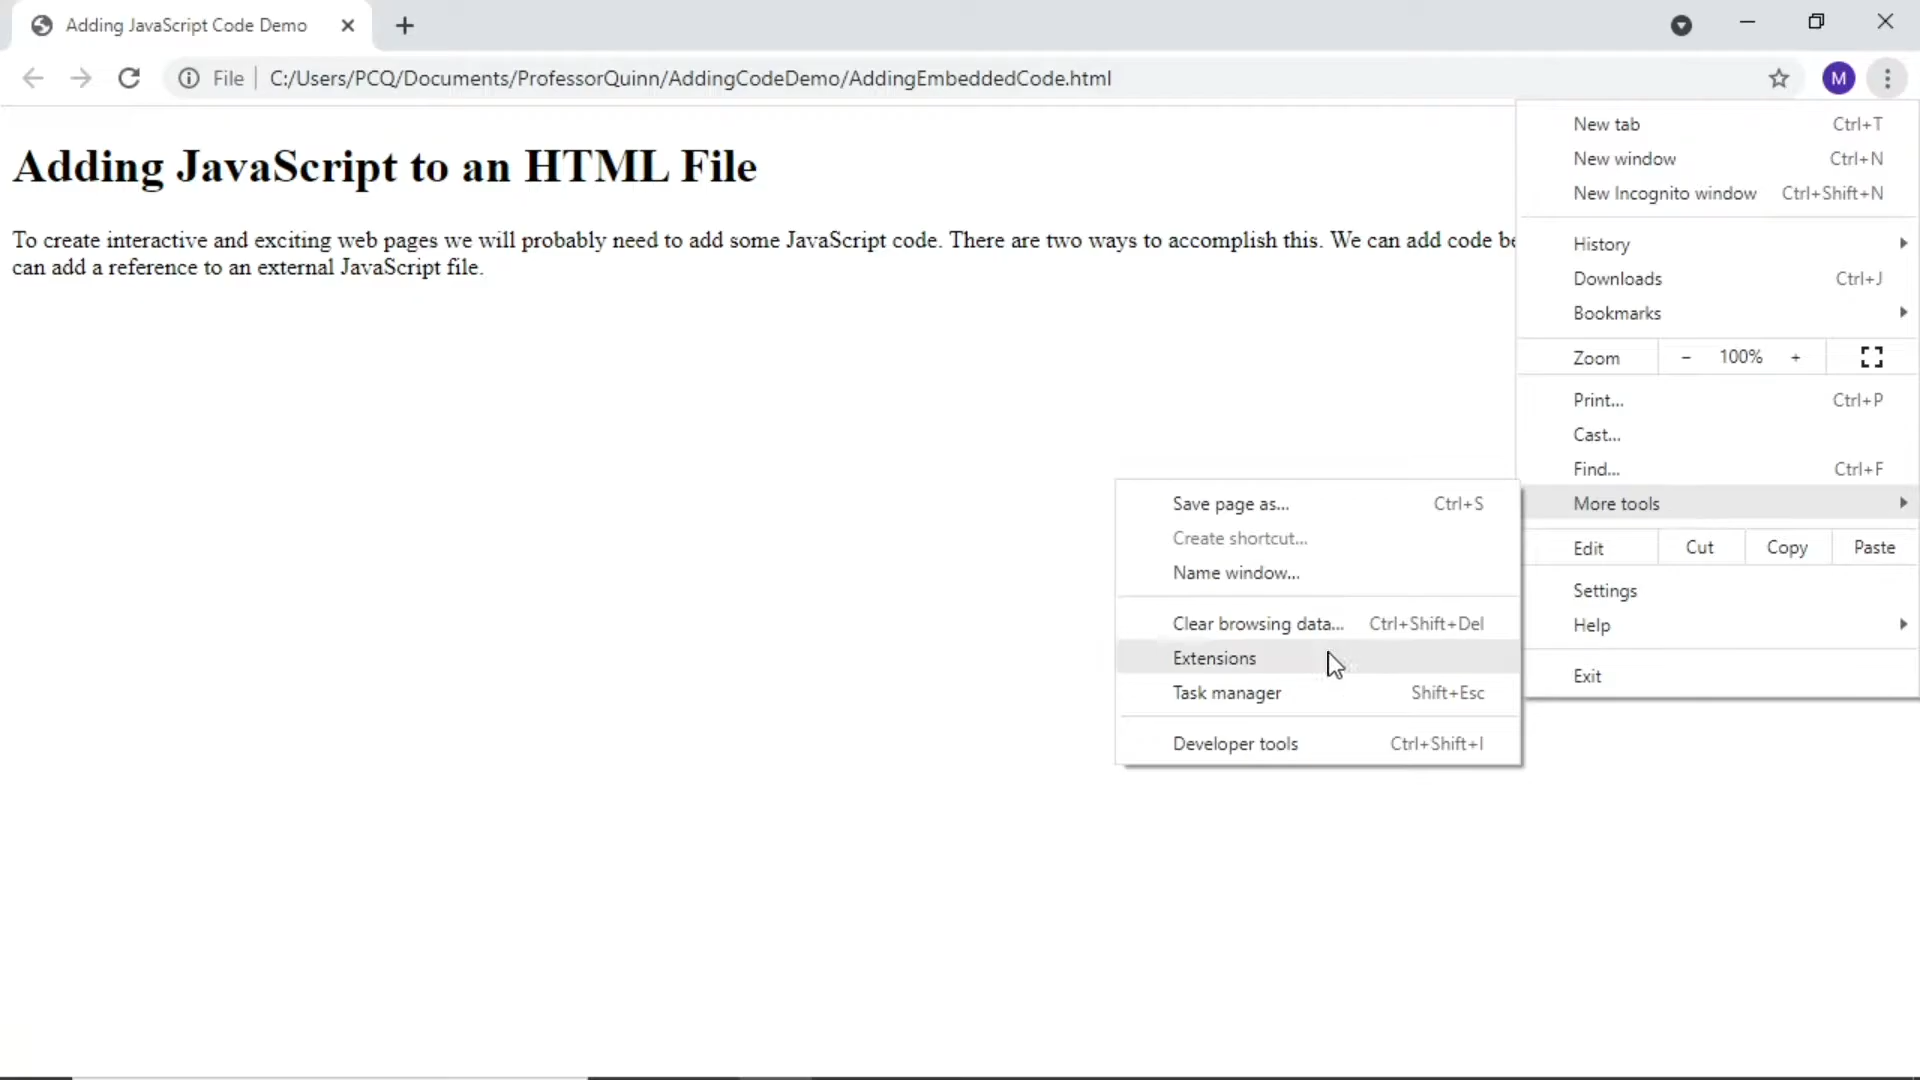 Adding JavaScript Code Demo
File C:/Users/PCQ/Documents/ProfessorQuinn/AddingCodeDemo/AddingEmbeddedCode.html
M
Adding JavaScript to an HTML File
To create interactive and exciting web pages we will probably need to add some JavaScript code. There are two ways to accomplish this. We can add code
can add a reference to an external JavaScript file.
New tab Ctrl+T
New window Ctrl+N
New Incognito window Ctrl+Shift+N
History
Downloads Ctrl+J
Bookmarks
Zoom - 100% +
Print... Ctrl+P
Cast...
Find... Ctrl+F
More tools
Edit Cut Copy Paste
Settings
Help
Exit
Save page as... Ctrl+S
Create shortcut...
Name window...
Clear browsing data... Ctrl+Shift+Del
Extensions
Task manager Shift+Esc
Developer tools Ctrl+Shift+I